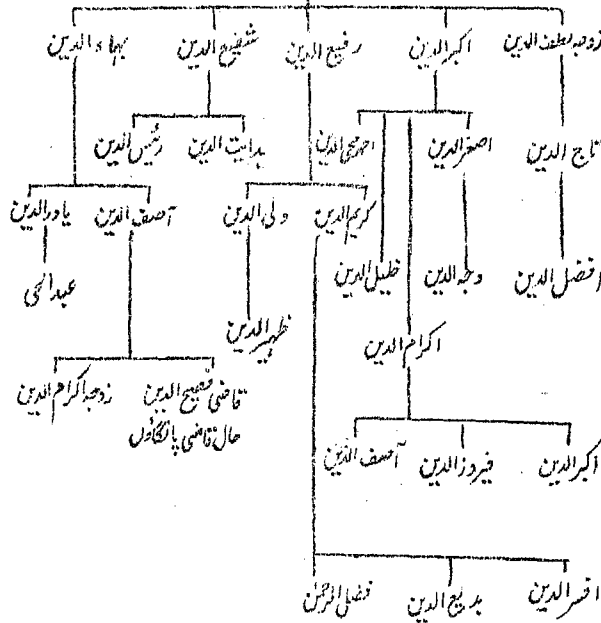 زوجہ لطف الدین اکبر الدین رفیع الدین شفیع الدین بہاء الدین
تاج الدین اصغر الدین احمد محی الدین ہدایت الدین رئیس الدین
کریم الدین ولی الدین آصف الدین یاور الدین
افضل الدین وجہ الدین خلیل الدین عبدالحی
ظہیر الدین
اکرام الدین
قاضی فصیح الدین زوجہ اکرام الدین
حال قاضی پانگاؤں
اکبر الدین فیروز الدین آصف الدین
افسر الدین بدیع الدین فضل الرحمن